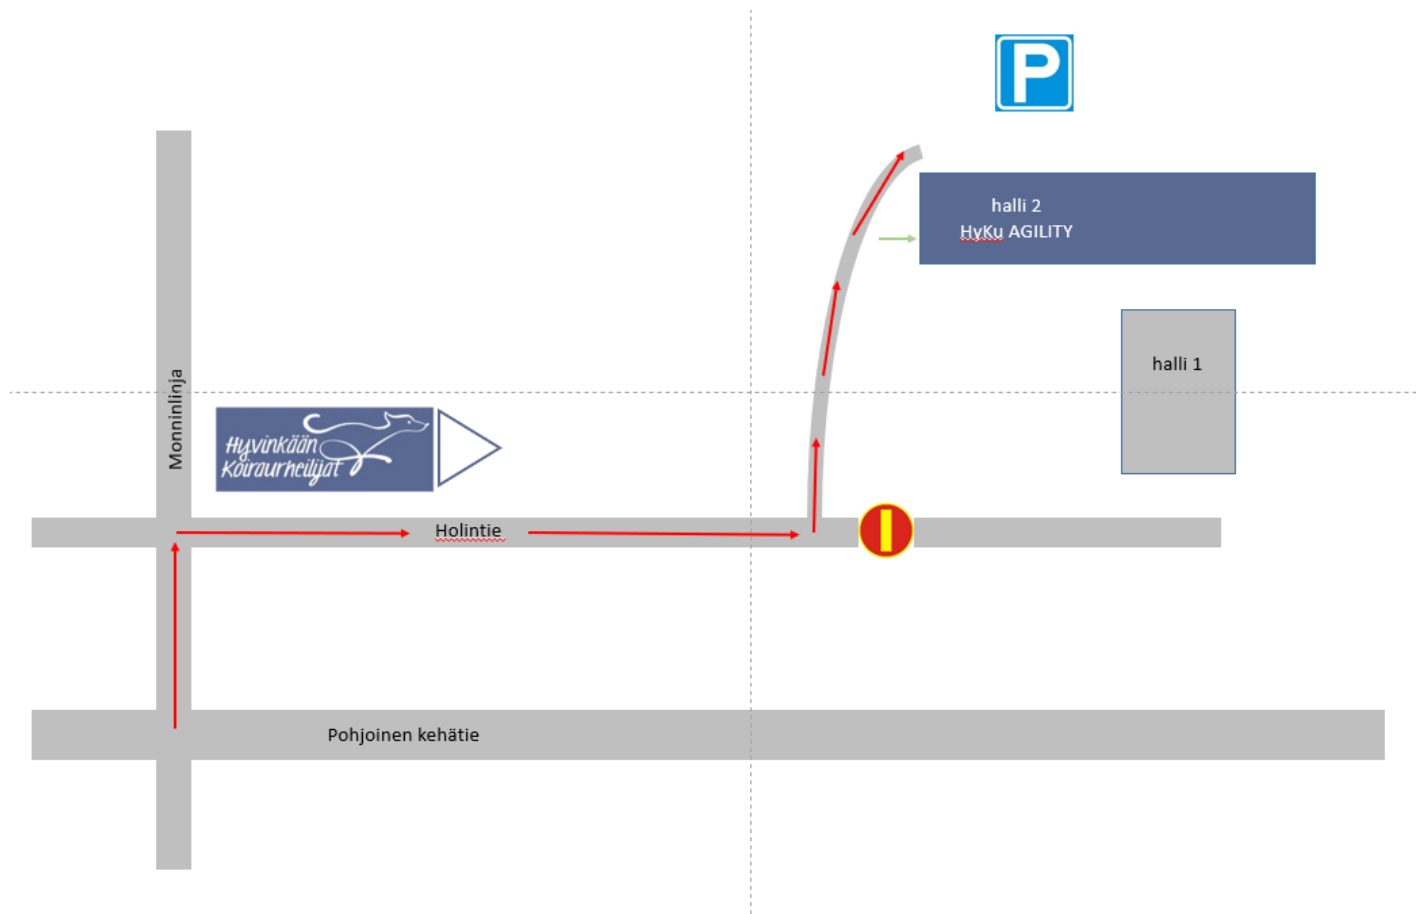 P
halli 2
HyKu AGILITY
halli 1
Monninlinja
Hyvinkään
Koiraurheilijat
Holintie
Pohjoinen kehätie